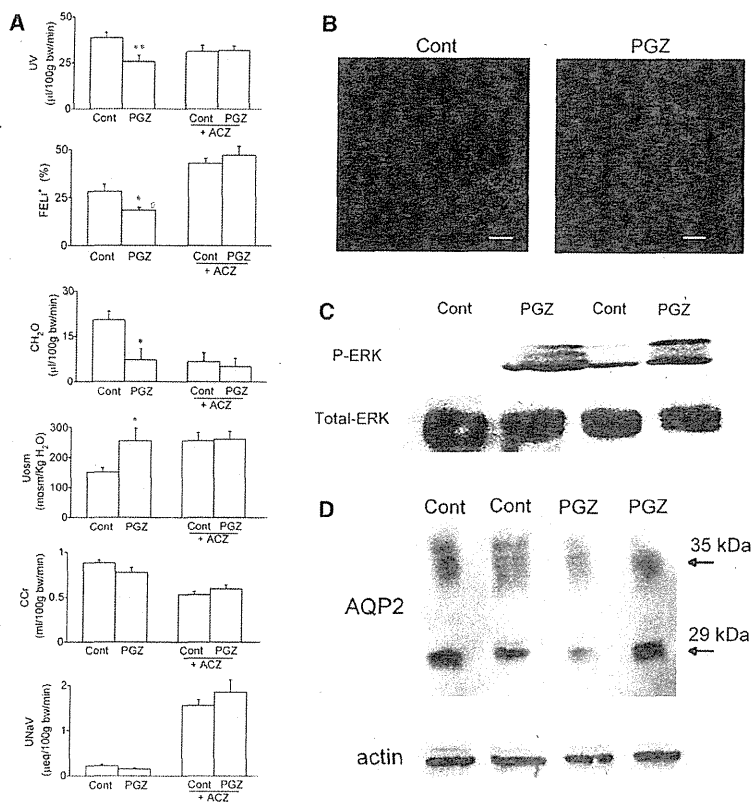 A
50
25
0
UV
(µl/100g bw/min)
**
Cont PGZ Cont PGZ
+ ACZ
50
25
0
FELi+ (%)
*
Cont PGZ Cont PGZ
+ ACZ
30
15
0
CH2O
(µl/100g bw/min)
*
Cont PGZ Cont PGZ
+ ACZ
300
200
100
0
Uosm
(mosm/Kg H2O)
*
Cont PGZ Cont PGZ
+ ACZ
1
0.5
0
CCr
(ml/100g bw/min)
Cont PGZ Cont PGZ
+ ACZ
2
1
0
UNaV
(µeq/100g bw/min)
Cont PGZ Cont PGZ
+ ACZ
B
Cont PGZ
C
Cont PGZ Cont PGZ
P-ERK
Total-ERK
D
Cont Cont PGZ PGZ
35 kDa
AQP2
29 kDa
actin